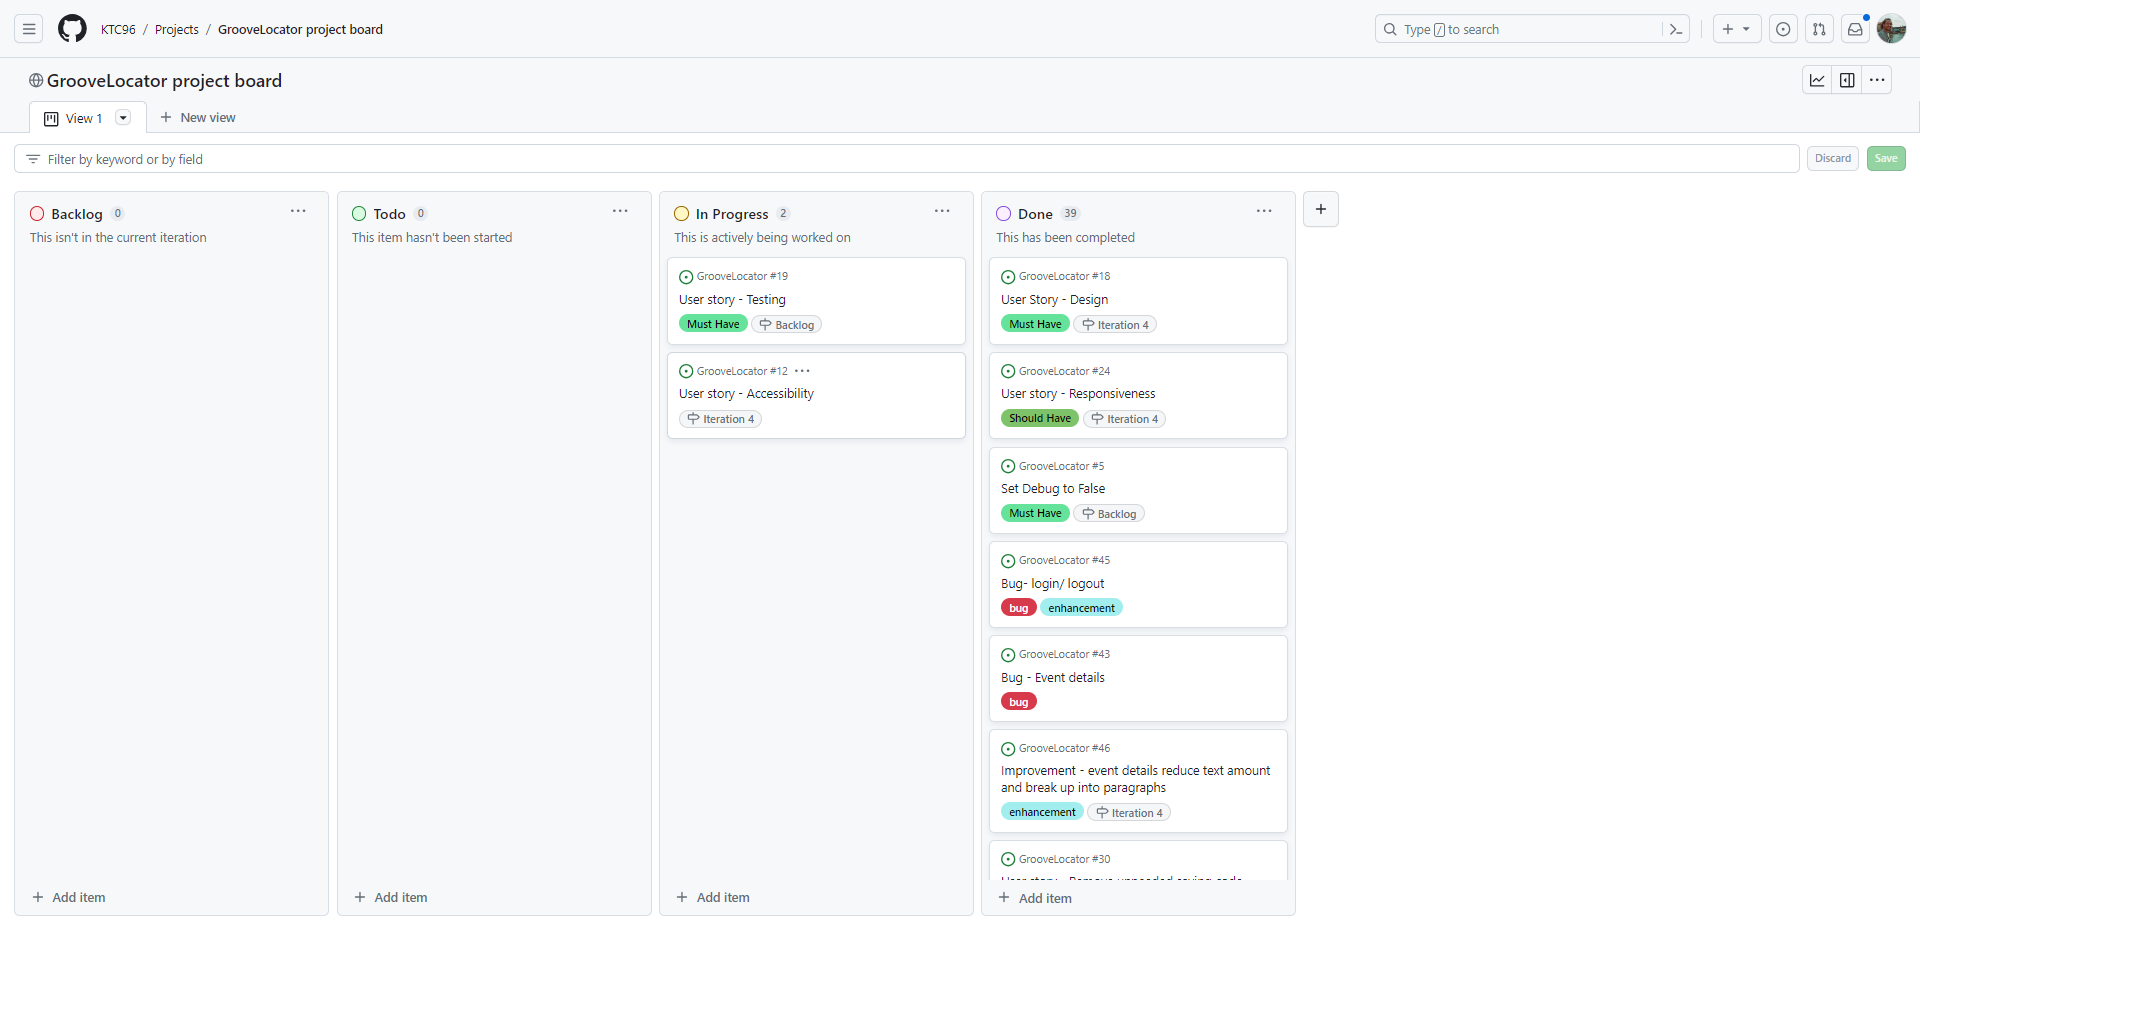 KTC96 / Projects / GrooveLocator project board
Type / to search
GrooveLocator project board
View 1
New view
Filter by keyword or by field
Discard
Save
Backlog 0
This isn't in the current iteration
Add item
Todo 0
This item hasn't been started
Add item
In Progress 2
This is actively being worked on
GrooveLocator #19
User story - Testing
Must Have Backlog
GrooveLocator #12
User story - Accessibility
Iteration 4
Add item
Done 39
This has been completed
GrooveLocator #18
User Story - Design
Must Have Iteration 4
GrooveLocator #24
User story - Responsiveness
Should Have Iteration 4
GrooveLocator #5
Set Debug to False
Must Have Backlog
GrooveLocator #45
Bug- login/ logout
bug enhancement
GrooveLocator #43
Bug - Event details
bug
GrooveLocator #46
Improvement - event details reduce text amount
and break up into paragraphs
enhancement Iteration 4
GrooveLocator #30
Add item